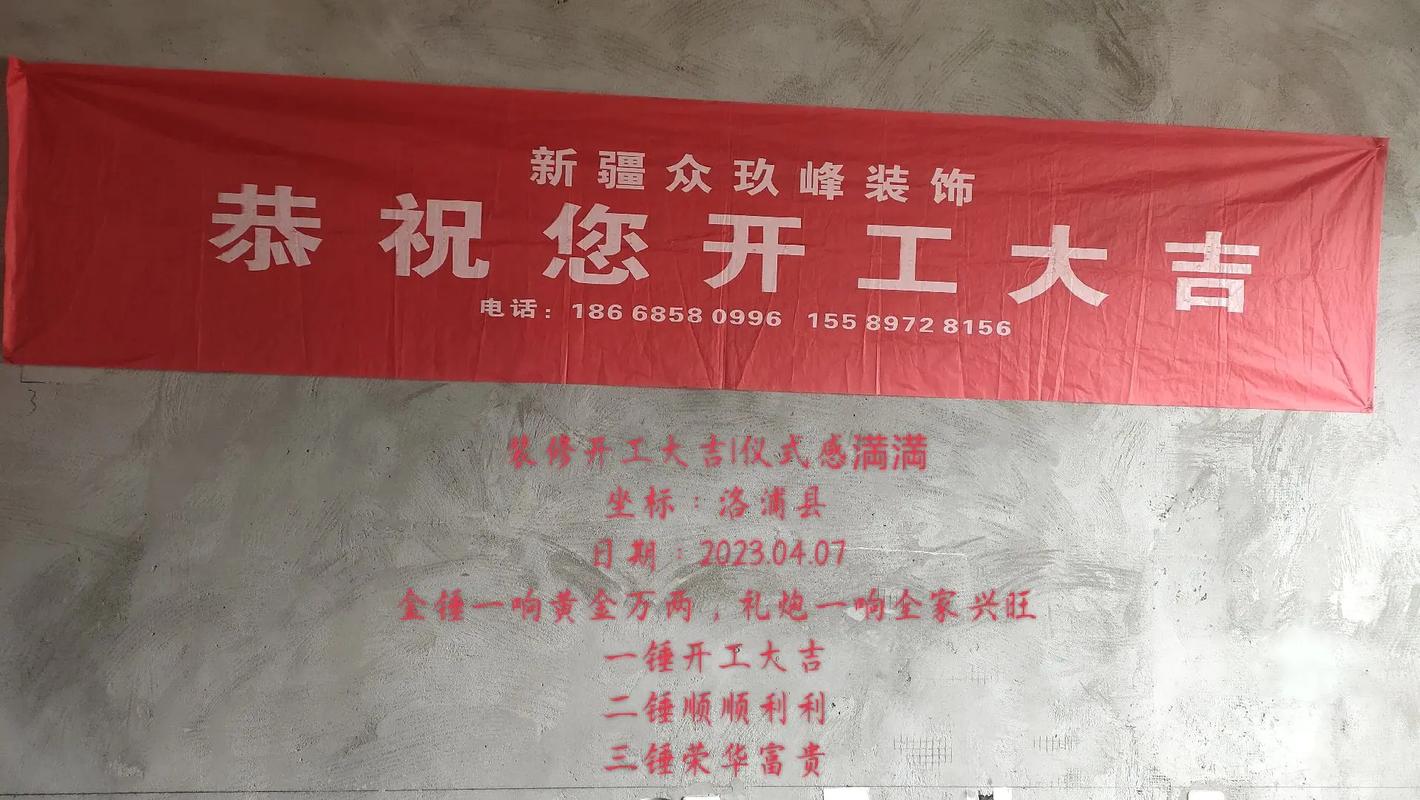 新疆众玖峰装饰
恭祝您开工大吉
电话：186 6858 0996 155 8972 8156
装修开工大吉|仪式感满满
坐标：洛浦县
日期：2023.04.07
金锤一响黄金万两，礼炮一响全家兴旺
一锤开工大吉
二锤顺顺利利
三锤荣华富贵